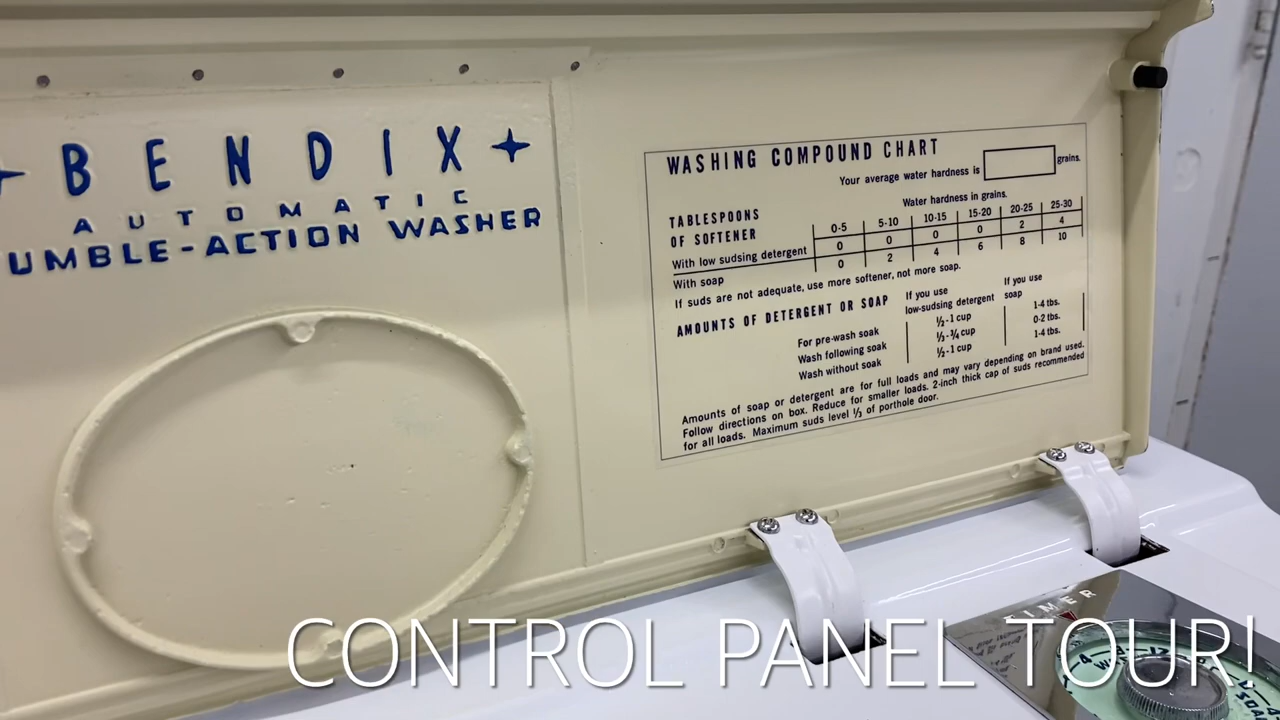 BENDIX
AUTOMATIC
UMBLE-ACTION WASHER
WASHING COMPOUND CHART
Your average water hardness is grains.
Water hardness in grains.
TABLESPOONS
OF SOFTENER
0-5 5-10 10-15 15-20 20-25 25-30
With low sudsing detergent 0 0 0 0 2 4
With soap 0 2 4 6 8 10
If suds are not adequate, use more softener, not more soap.
AMOUNTS OF DETERGENT OR SOAP
If you use
low-sudsing detergent
If you use
soap
For pre-wash soak ½-1 cup 1-4 tbs.
Wash following soak ½-¾ cup 0-2 tbs.
Wash without soak ½-1 cup 1-4 tbs.
Amounts of soap or detergent are for full loads and may vary depending on brand used.
Follow directions on box. Reduce for smaller loads. 2-inch thick cap of suds recommended
for all loads. Maximum suds level ⅓ of porthole door.
TIMER
CONTROL PANEL TOUR!